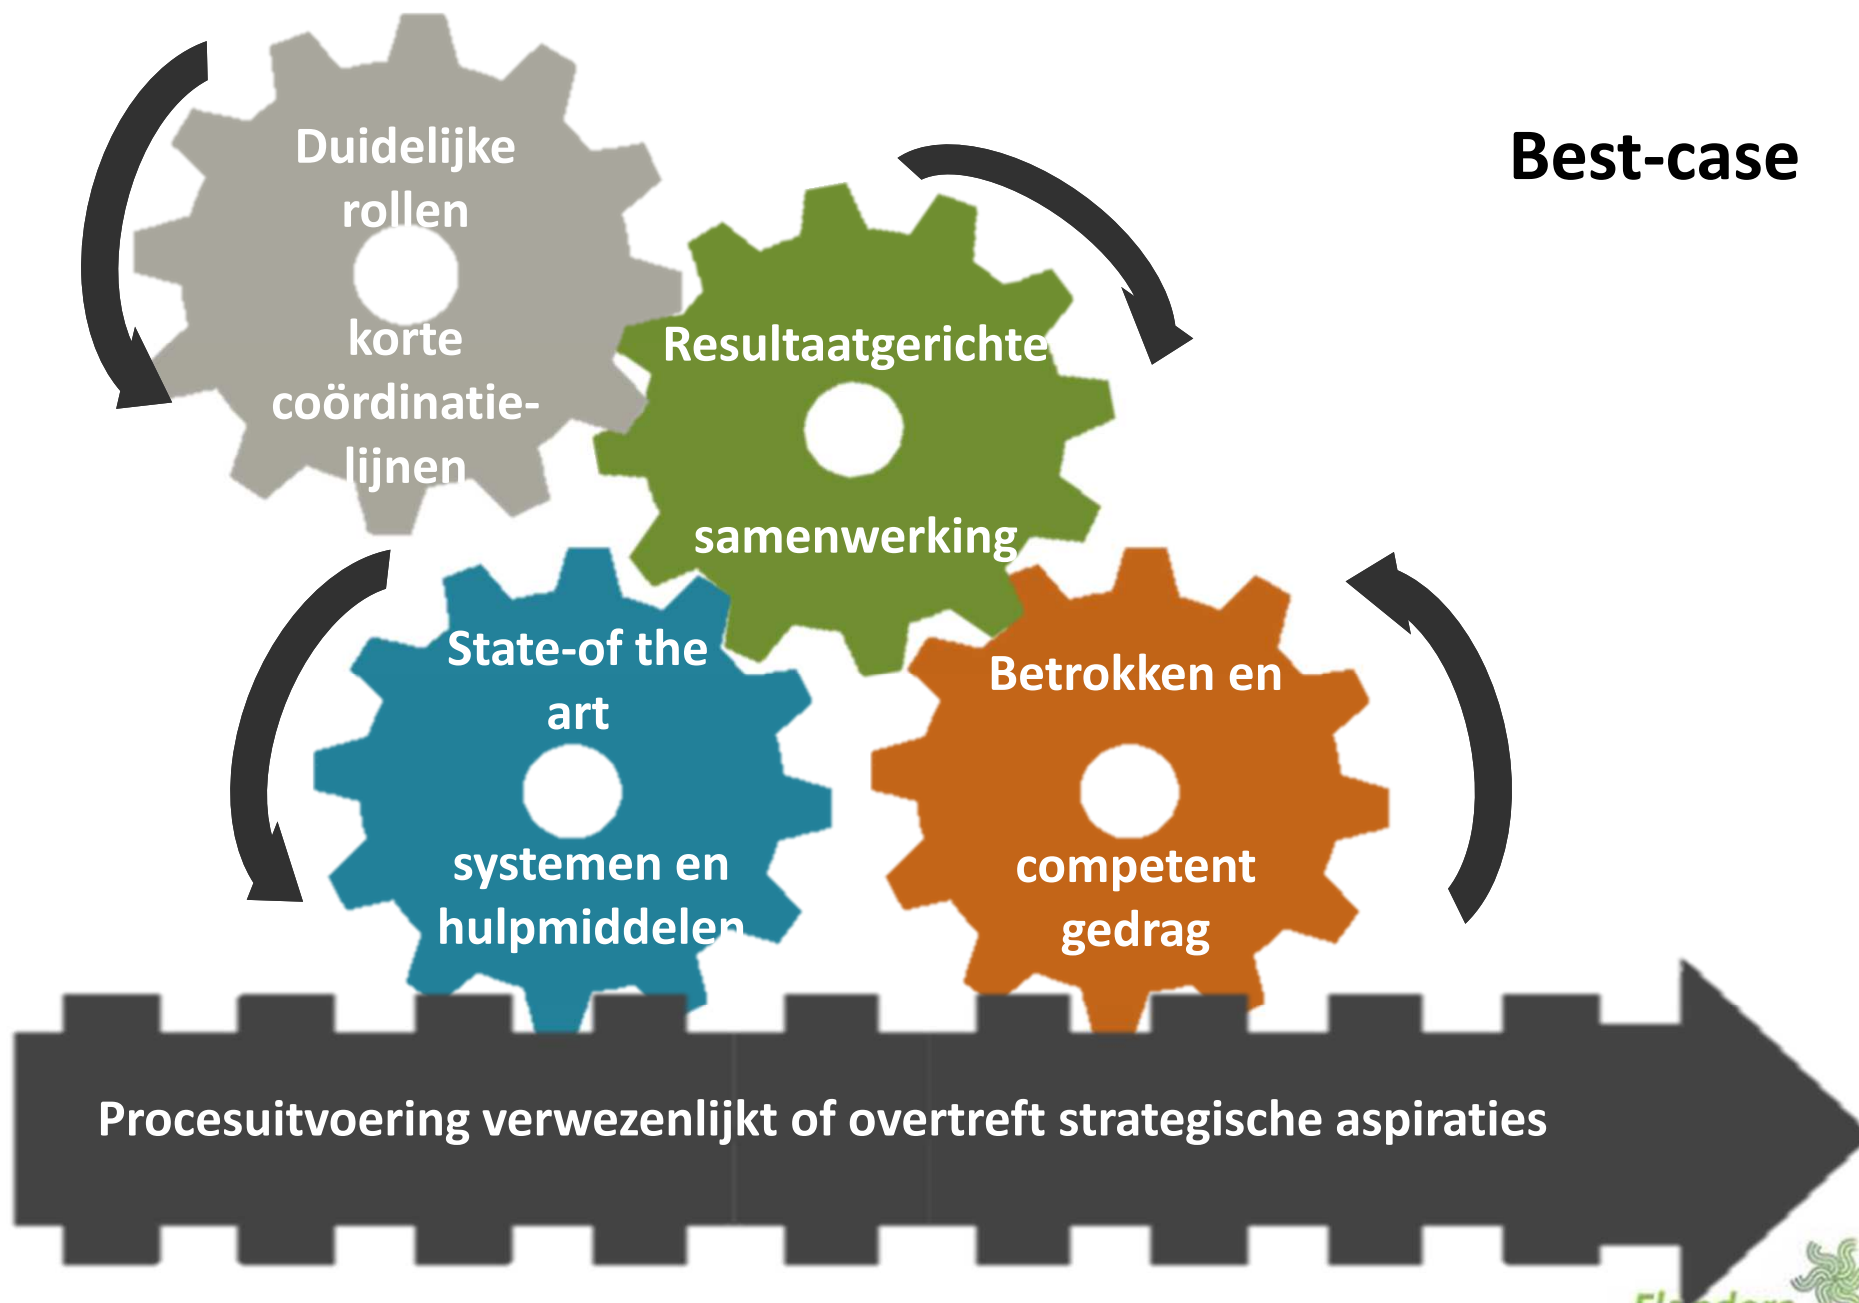 Best-case
Duidelijke
rollen
korte
coördinatie-
lijnen
Resultaatgerichte
samenwerking
State-of the
art
systemen en
hulpmiddelen
Betrokken en
competent
gedrag
Procesuitvoering verwezenlijkt of overtreft strategische aspiraties